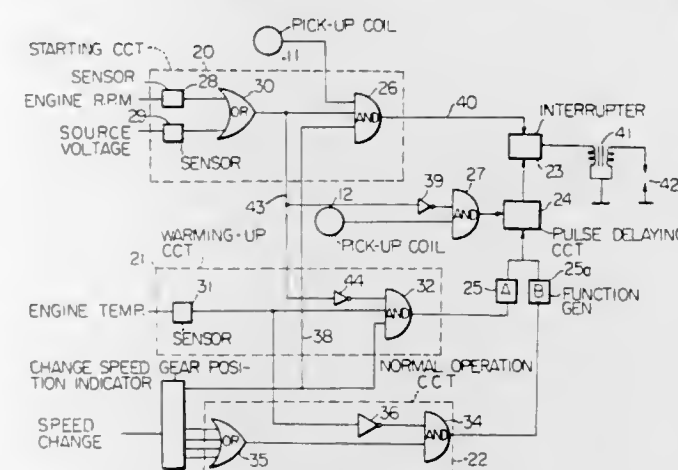 PICK-UP COIL
11
STARTING CCT
20
SENSOR
28
30
26
ENGINE R.P.M
OR
AND
40
INTERRUPTER
41
29
SOURCE VOLTAGE
SENSOR
23
42
43
12
39
27
AND
24
PICK-UP COIL
PULSE DELAYING CCT
WARMING-UP CCT
21
25a
44
32
25
A
B
FUNCTION GEN
ENGINE TEMP.
31
AND
SENSOR
38
CHANGE SPEED GEAR POSI-
TION INDICATOR
NORMAL OPERATION
CCT
SPEED CHANGE
36
34
AND
OR
35
22